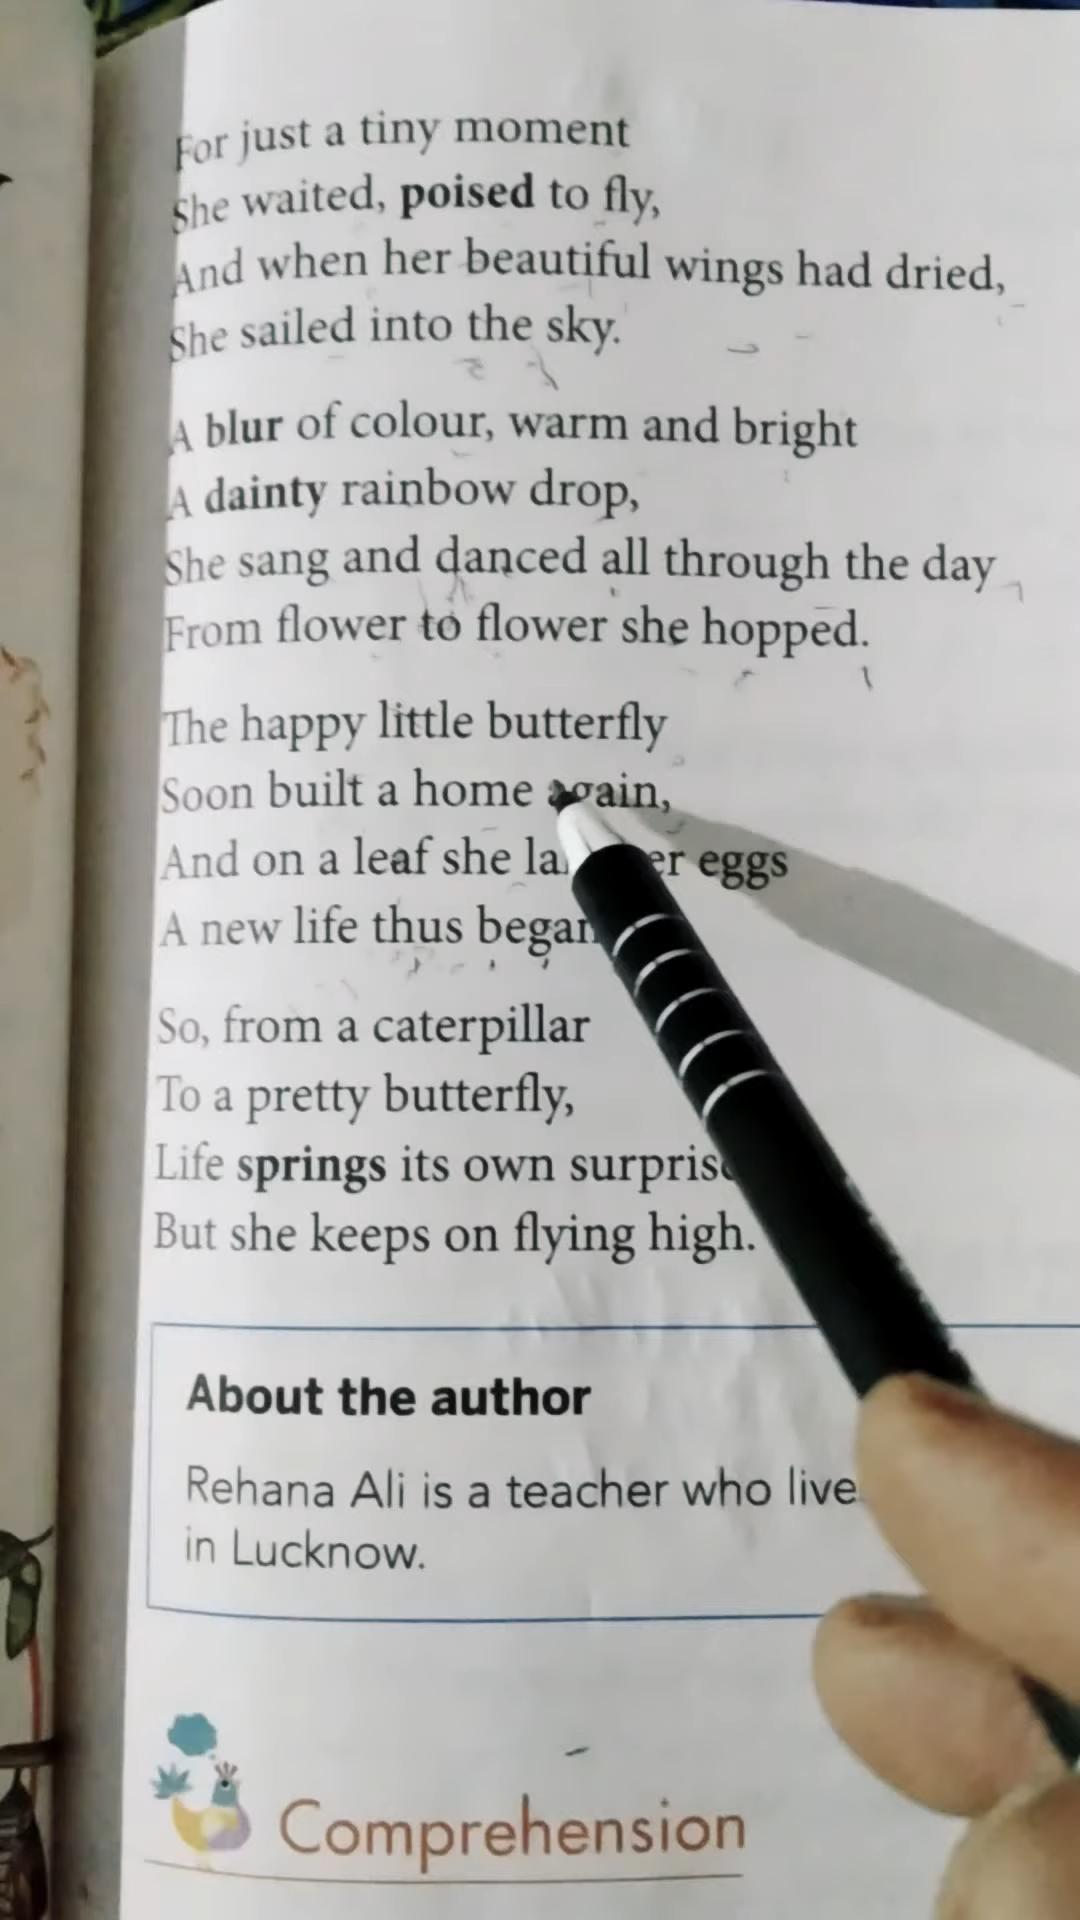 For just a tiny moment
She waited, poised to fly,
And when her beautiful wings had dried,
She sailed into the sky.
A blur of colour, warm and bright
A dainty rainbow drop,
She sang and danced all through the day
From flower to flower she hopped.
The happy little butterfly
Soon built a home again,
And on a leaf she eggs
A new life thus began
So, from a caterpillar
To a pretty butterfly,
Life springs its own
But she keeps on flying high.
About the author
Rehana Ali is a teacher who
in Lucknow.
Comprehension